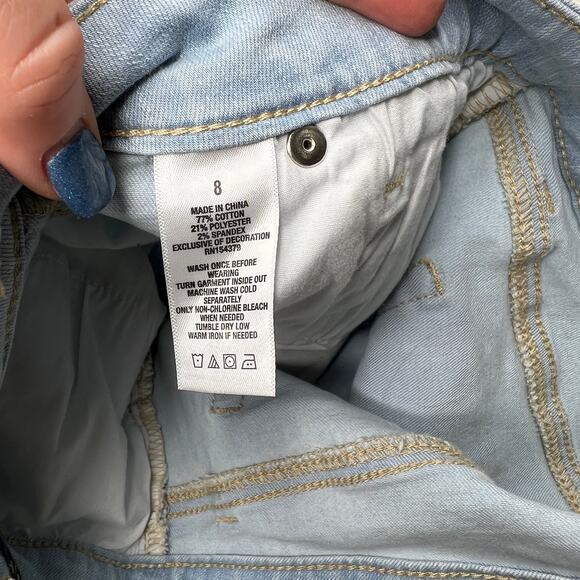 8
MADE IN CHINA
77% COTTON
21% POLYESTER
2% SPANDEX
EXCLUSIVE OF DECORATION
RN154379
WASH ONCE BEFORE
WEARING
TURN GARMENT INSIDE OUT
MACHINE WASH COLD
SEPARATELY
ONLY NON-CHLORINE BLEACH
WHEN NEEDED
TUMBLE DRY LOW
WARM IRON IF NEEDED